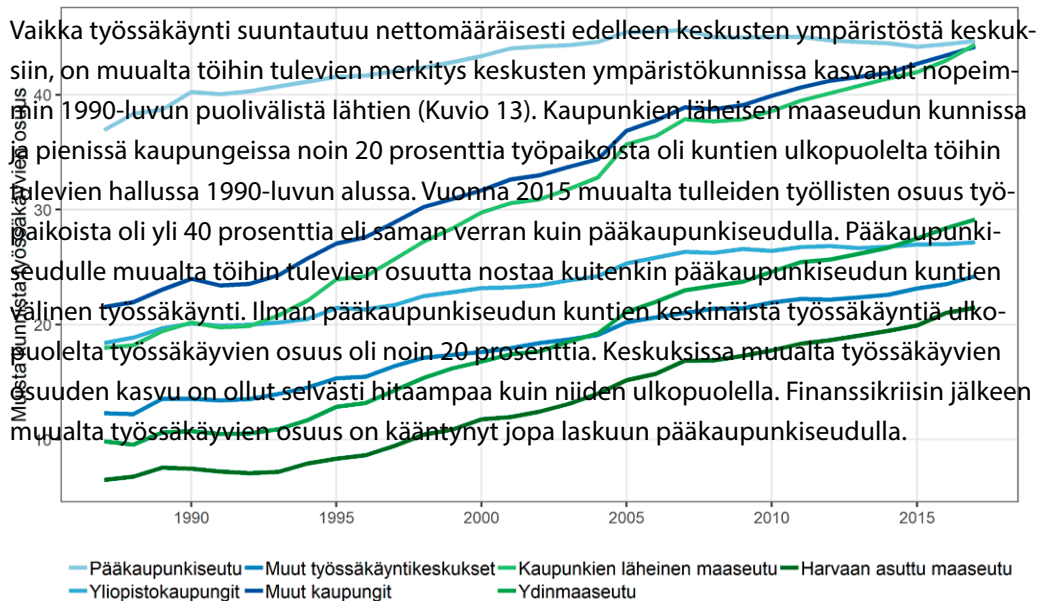 Vaikka työssäkäynti suuntautuu nettomääräisesti edelleen keskusten ympäristöstä keskuk-
siin, on muualta töihn tulevien merkitys keskusten ympäristökunnissa kasvanut nopeim-
min 1990-luvun puolivälistä lähtien (Kuvio 13). Kaupunkien läheisen maaseudun kunnissa
ja pienissä kaupungeissa noin 20 prosenttia työpaikoista oli kuntien ulkopuolelta töihin
tulevien hallussa 1990-luvun alussa. Vuonna 2015 muualta tulleiden työllisten osuus työ-
paikoista oli yli 40 prosenttia eli saman verran kuin pääkaupunkiseudulla. Pääkaupunki-
seudulle muualta töihin tulevien osuutta nostaa kuitenkin pääkaupunkiseudun kuntien
välinen työssäkäynti. Ilman pääkaupunkiseudun kuntien keskinäistä työssäkäyntiä ulko-
puolelta työssäkäyvien osuus oli noin 20 prosenttia. Keskuksissa muualta työssäkäyvien
osuuden kasvu on ollut selvästi hitaampaa kuin niiden ulkopuolella. Finanssikriisin jälkeen
muualta työssäkäyvien osuus on kääntynyt jopa laskuun pääkaupunkiseudulla.
Muista kunnista työssäkäyvien osuus
40
30
20
10
1990 1995 2000 2005 2010 2015
Pääkaupunkiseutu Muut työssäkäyntikeskukset Kaupunkien läheinen maaseutu Harvaan asuttu maaseutu
Yliopistokaupungit Muut kaupungit Ydinmaaseutu